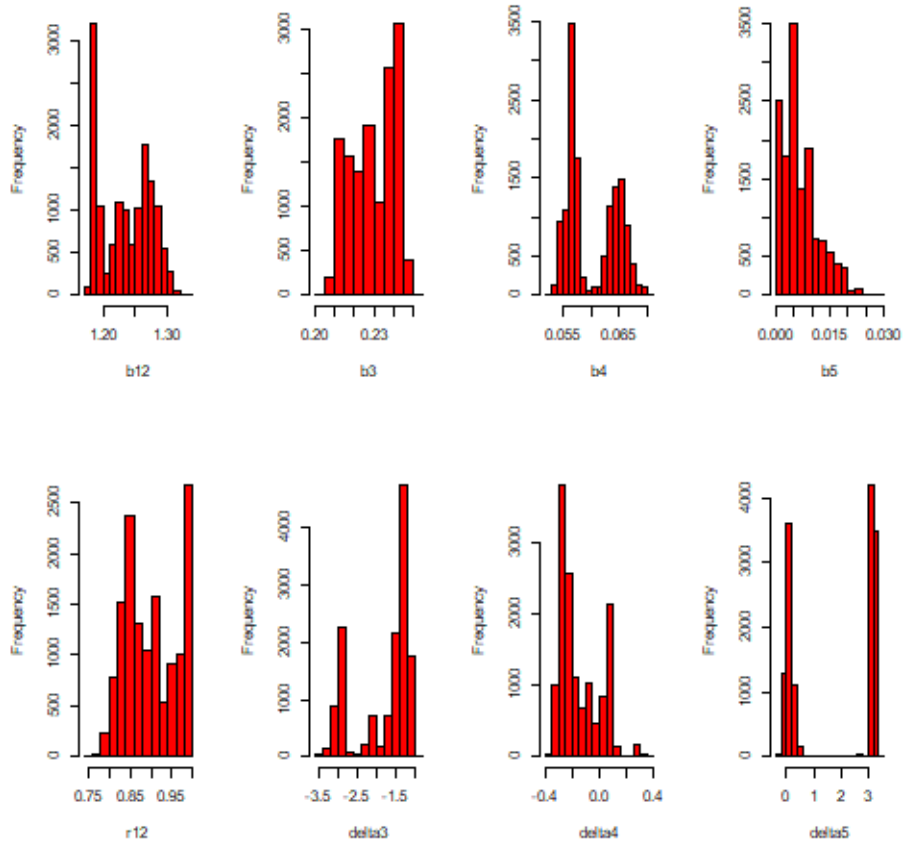 Frequency
0 500 1000 2000 3000
1.20 1.30
b12
Frequency
0 500 1000 2000 3000
0.20 0.23
b3
Frequency
0 500 1500 2500 3500
0.055 0.065
b4
Frequency
0 500 1500 2500 3500
0.000 0.015 0.030
b5
Frequency
0 500 1000 1500 2000 2500
0.75 0.85 0.95
r12
Frequency
0 1000 2000 3000 4000
-3.5 -2.5 -1.5
delta3
Frequency
0 1000 2000 3000
-0.4 0.0 0.4
delta4
Frequency
0 1000 2000 3000 4000
0 1 2 3
delta5